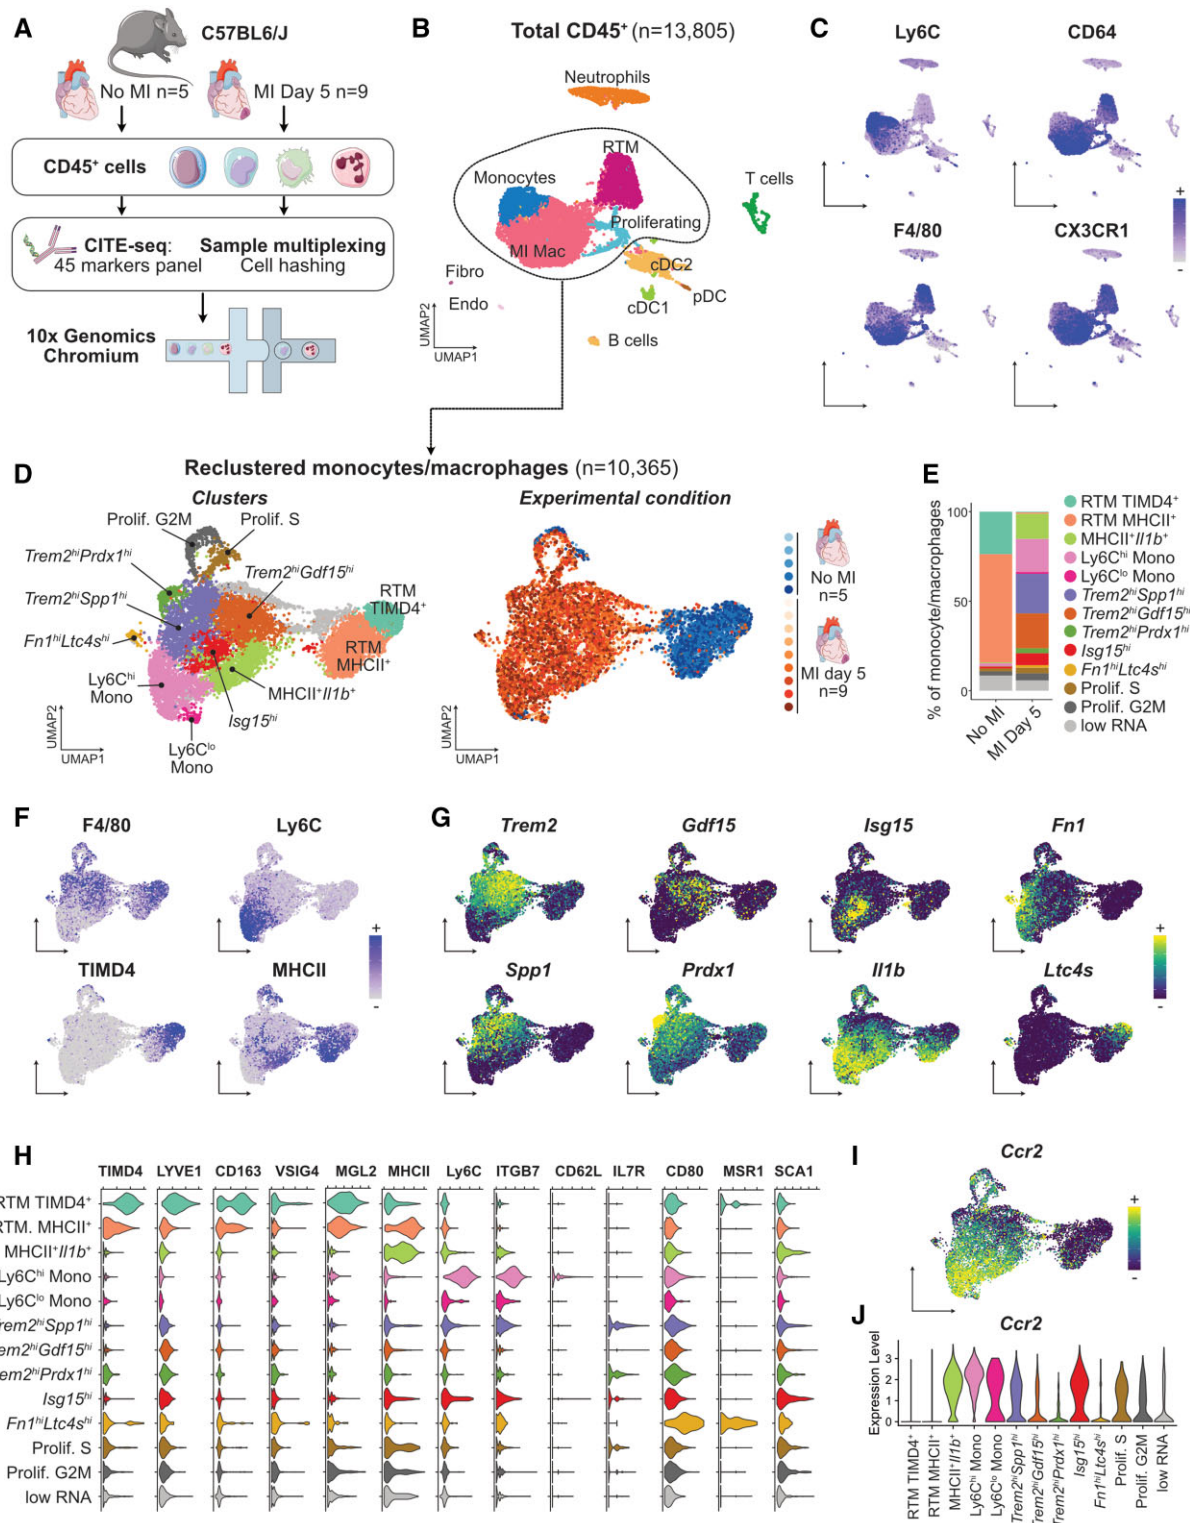 A
C57BL6/J
No MI n=5
MI Day 5 n=9
CD45⁺ cells
CITE-seq:
45 markers panel
Sample multiplexing
Cell hashing
10x Genomics
Chromium
B
Total CD45⁺ (n=13,805)
Neutrophils
RTM
Monocytes
T cells
Proliferating
MI Mac
cDC2
Fibro
pDC
Endo
cDC1
B cells
UMAP2
UMAP1
C
Ly6C
CD64
F4/80
CX3CR1
+
-
D
Reclustered monocytes/macrophages (n=10,365)
Clusters
Prolif. G2M
Prolif. S
Trem2ʰⁱPrdx1ʰⁱ
Trem2ʰⁱGdf15ʰⁱ
Trem2ʰⁱSpp1ʰⁱ
RTM
TIMD4⁺
Fn1ʰⁱLtc4sʰⁱ
RTM
MHCII⁺
Ly6Cʰⁱ
Mono
MHCII⁺Il1b⁺
Isg15ʰⁱ
Ly6Cˡᵒ
Mono
UMAP2
UMAP1
Experimental condition
No MI
n=5
MI day 5
n=9
UMAP2
UMAP1
E
% of monocyte/macrophages
100
50
0
No MI
MI Day 5
RTM TIMD4⁺
RTM MHCII⁺
MHCII⁺Il1b⁺
Ly6Cʰⁱ Mono
Ly6Cˡᵒ Mono
Trem2ʰⁱSpp1ʰⁱ
Trem2ʰⁱGdf15ʰⁱ
Trem2ʰⁱPrdx1ʰⁱ
Isg15ʰⁱ
Fn1ʰⁱLtc4sʰⁱ
Prolif. S
Prolif. G2M
low RNA
F
F4/80
Ly6C
TIMD4
MHCII
+
-
G
Trem2
Gdf15
Isg15
Fn1
Spp1
Prdx1
Il1b
Ltc4s
+
-
H
TIMD4 LYVE1 CD163 VSIG4 MGL2 MHCII Ly6C ITGB7 CD62L IL7R CD80 MSR1 SCA1
RTM TIMD4⁺
RTM. MHCII⁺
MHCII⁺Il1b⁺
Ly6Cʰⁱ Mono
Ly6Cˡᵒ Mono
rem2ʰⁱSpp1ʰⁱ
em2ʰⁱGdf15ʰⁱ
em2ʰⁱPrdx1ʰⁱ
Isg15ʰⁱ
Fn1ʰⁱLtc4sʰⁱ
Prolif. S
Prolif. G2M
low RNA
I
Ccr2
+
-
J
Ccr2
Expression Level
3
2
1
0
RTM TIMD4⁺
RTM MHCII⁺
MHCII⁺Il1b⁺
Ly6Cʰⁱ Mono
Ly6Cˡᵒ Mono
Trem2ʰⁱSpp1ʰⁱ
Trem2ʰⁱGdf15ʰⁱ
Trem2ʰⁱPrdx1ʰⁱ
Isg15ʰⁱ
Fn1ʰⁱLtc4sʰⁱ
Prolif. S
Prolif. G2M
low RNA